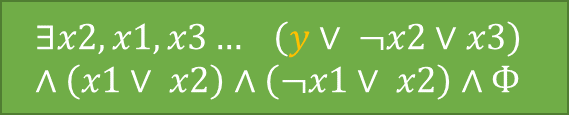 ∃x2, x1, x3 … (y ∨ ¬x2 ∨ x3)
∧ (x1 ∨ x2) ∧ (¬x1 ∨ x2) ∧ Φ